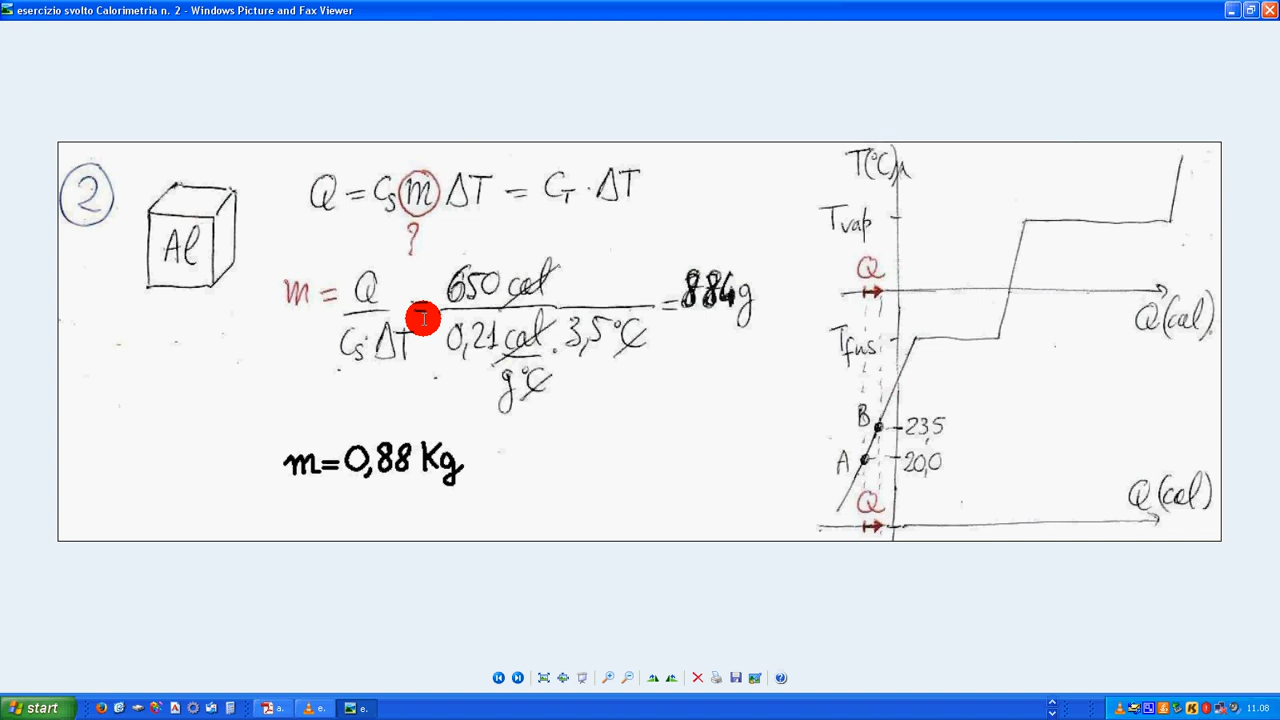 esercizio svolto Calorimetria n. 2 - Windows Picture and Fax Viewer
2
Al
Q = Cs m ΔT = CT · ΔT
?
m = Q / Cs · ΔT = 650 cal / 0,21 cal / g°C · 3,5 °C = 884 g
m = 0,88 Kg
T(°C)
Tvap
Q
Q (cal)
Tfus
B
23,5
A
20,0
Q
Q (cal)
start
a.
e.
e.
11.08